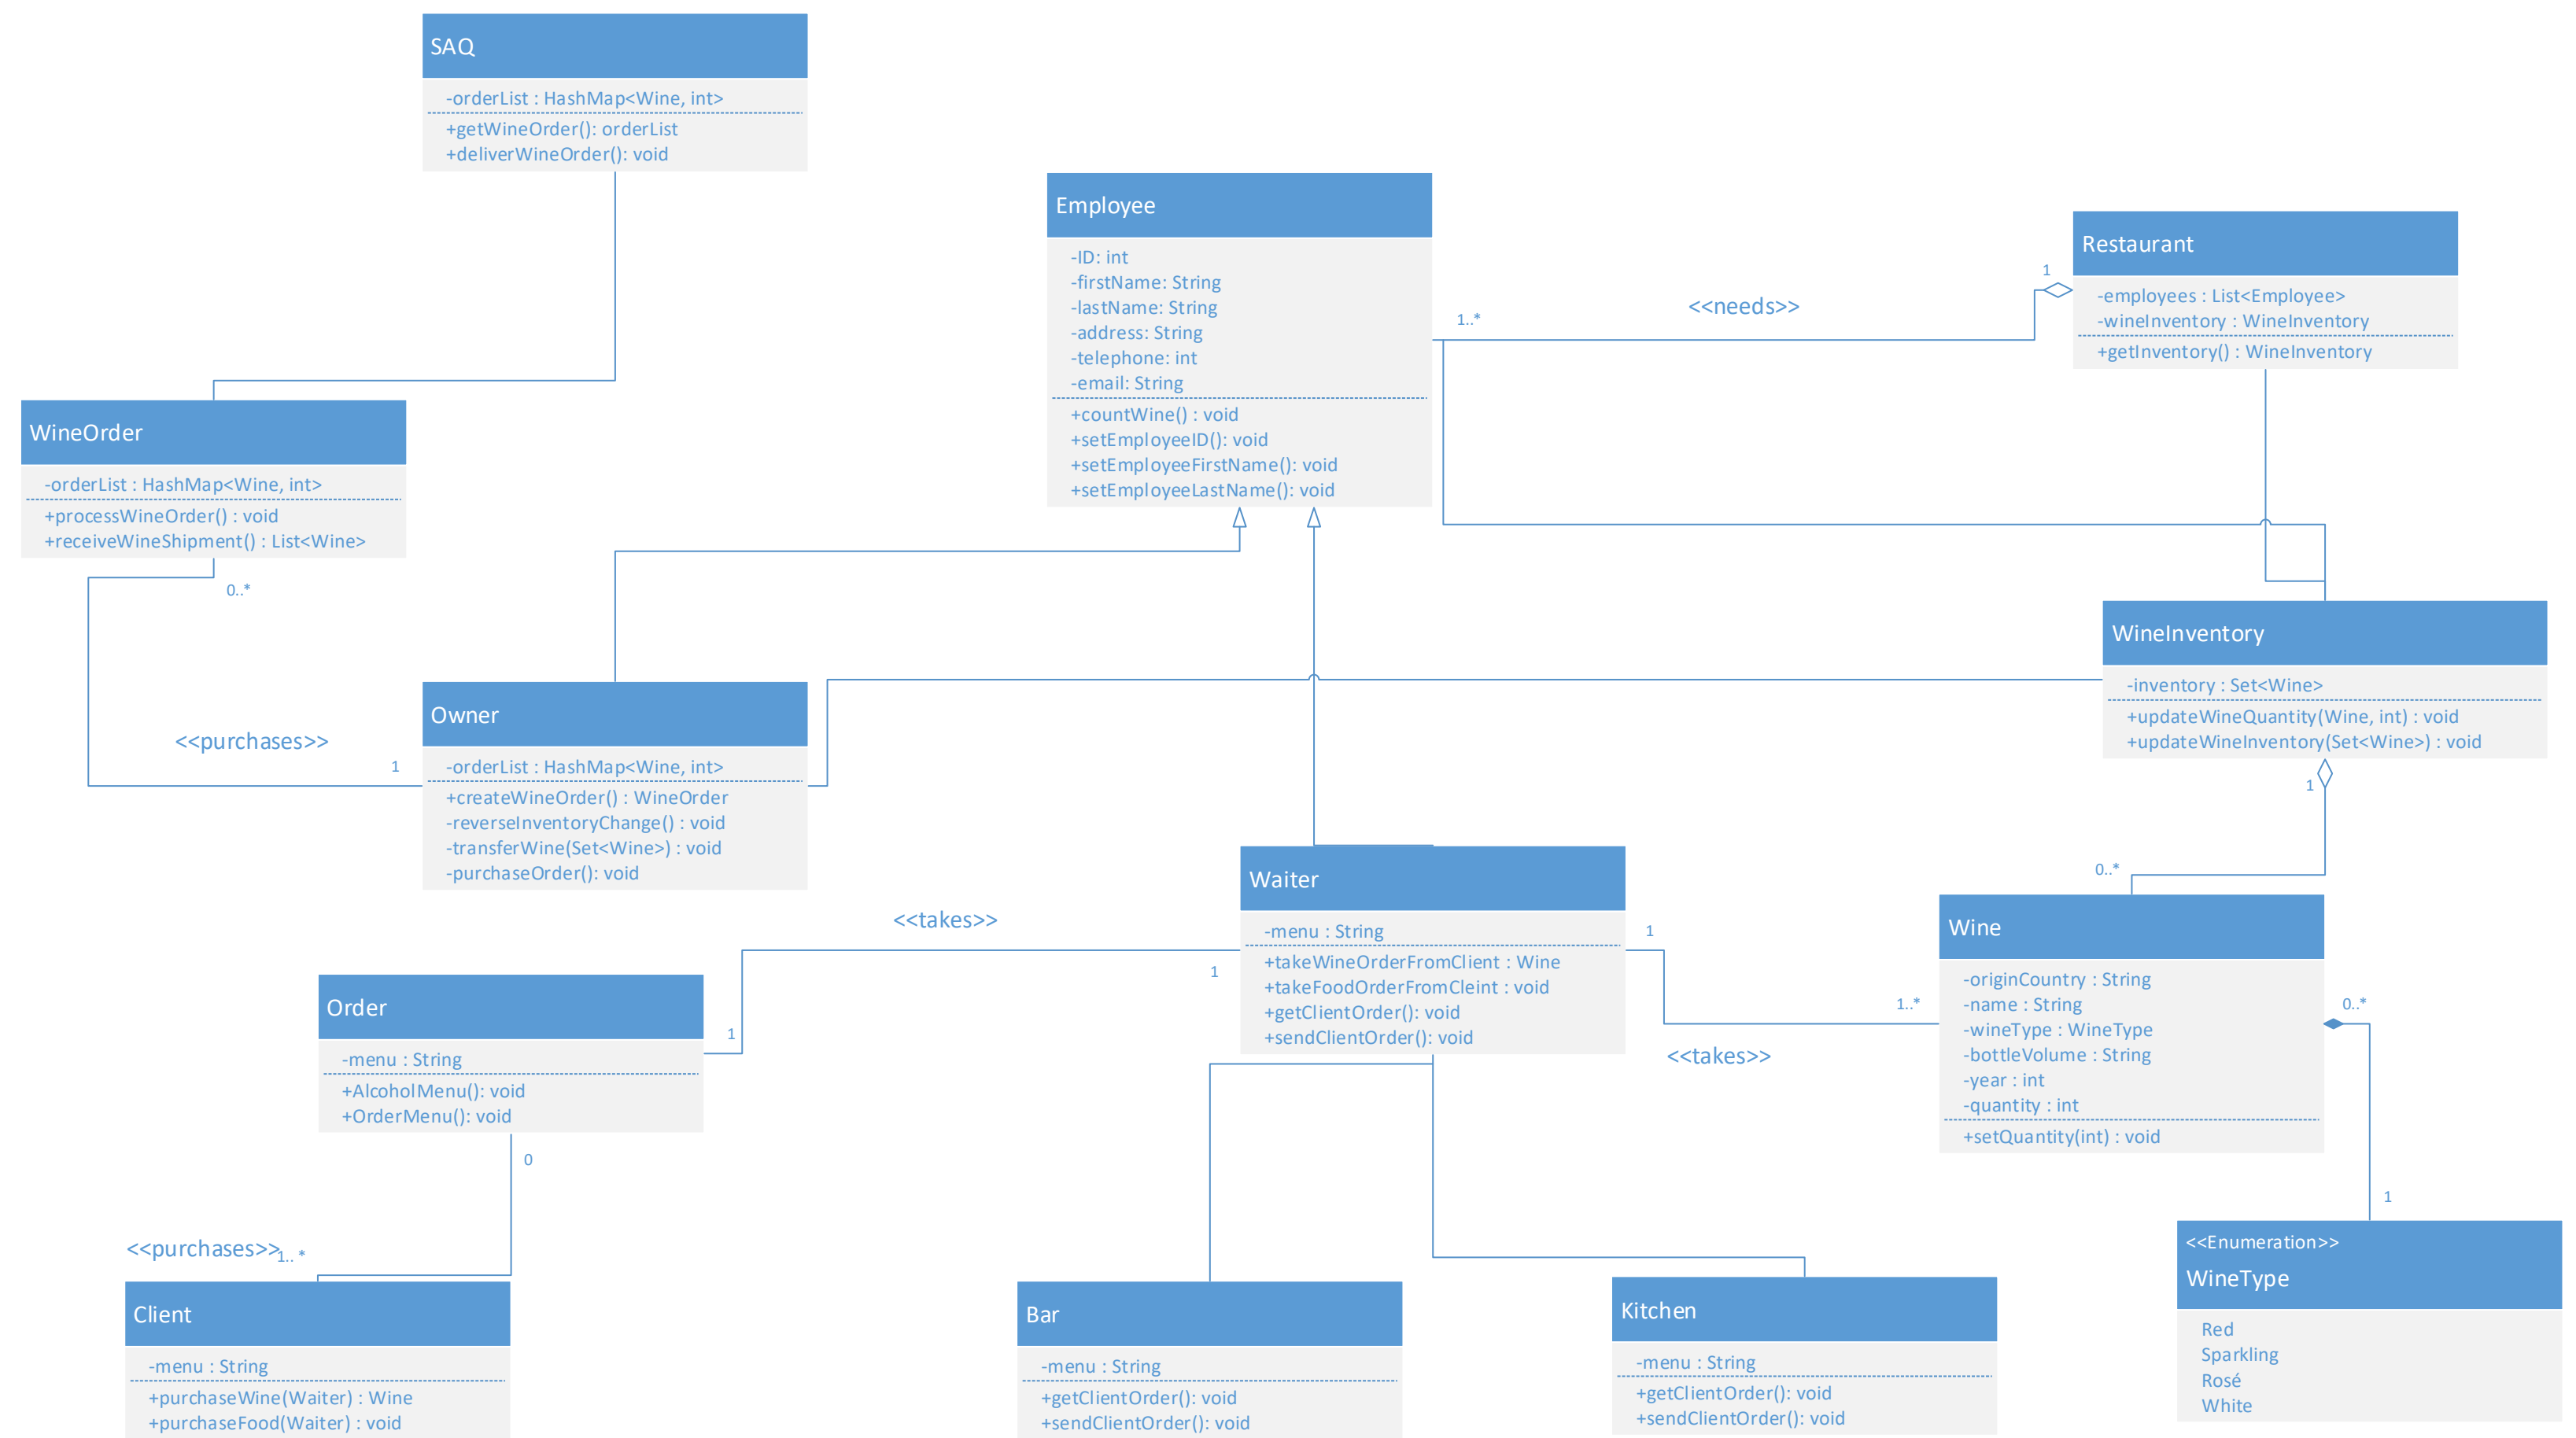 SAQ
-orderList : HashMap<Wine, int>
+getWineOrder(): orderList
+deliverWineOrder(): void
Employee
-ID: int
-firstName: String
-lastName: String
-address: String
-telephone: int
-email: String
+countWine() : void
+setEmployeeID(): void
+setEmployeeFirstName(): void
+setEmployeeLastName(): void
1..*
<<needs>>
1
Restaurant
-employees : List<Employee>
-wineInventory : WineInventory
+getInventory() : WineInventory
WineOrder
-orderList : HashMap<Wine, int>
+processWineOrder() : void
+receiveWineShipment() : List<Wine>
0..*
<<purchases>>
1
Owner
-orderList : HashMap<Wine, int>
+createWineOrder() : WineOrder
-reverseInventoryChange() : void
-transferWine(Set<Wine>) : void
-purchaseOrder(): void
WineInventory
-inventory : Set<Wine>
+updateWineQuantity(Wine, int) : void
+updateWineInventory(Set<Wine>) : void
1
0..*
Waiter
-menu : String
+takeWineOrderFromClient : Wine
+takeFoodOrderFromCleint : void
+getClientOrder(): void
+sendClientOrder(): void
<<takes>>
1
1
1
1..*
<<takes>>
Wine
-originCountry : String
-name : String
-wineType : WineType
-bottleVolume : String
-year : int
-quantity : int
+setQuantity(int) : void
0..*
1
Order
-menu : String
+AlcoholMenu(): void
+OrderMenu(): void
0
<<purchases>>
1.. *
Client
-menu : String
+purchaseWine(Waiter) : Wine
+purchaseFood(Waiter) : void
Bar
-menu : String
+getClientOrder(): void
+sendClientOrder(): void
Kitchen
-menu : String
+getClientOrder(): void
+sendClientOrder(): void
<<Enumeration>>
WineType
Red
Sparkling
Rosé
White